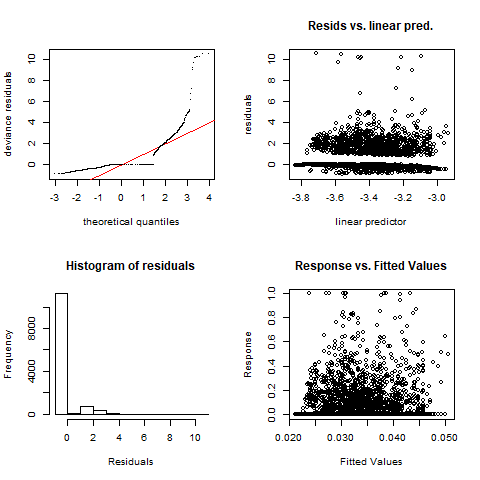 deviance residuals
0 2 4 6 8 10
-3 -2 -1 0 1 2 3 4
theoretical quantiles
Resids vs. linear pred.
residuals
0 2 4 6 8 10
-3.8 -3.6 -3.4 -3.2 -3.0
linear predictor
Histogram of residuals
Frequency
0 4000 8000
0 2 4 6 8 10
Residuals
Response vs. Fitted Values
Response
0.0 0.2 0.4 0.6 0.8 1.0
0.020 0.030 0.040 0.050
Fitted Values